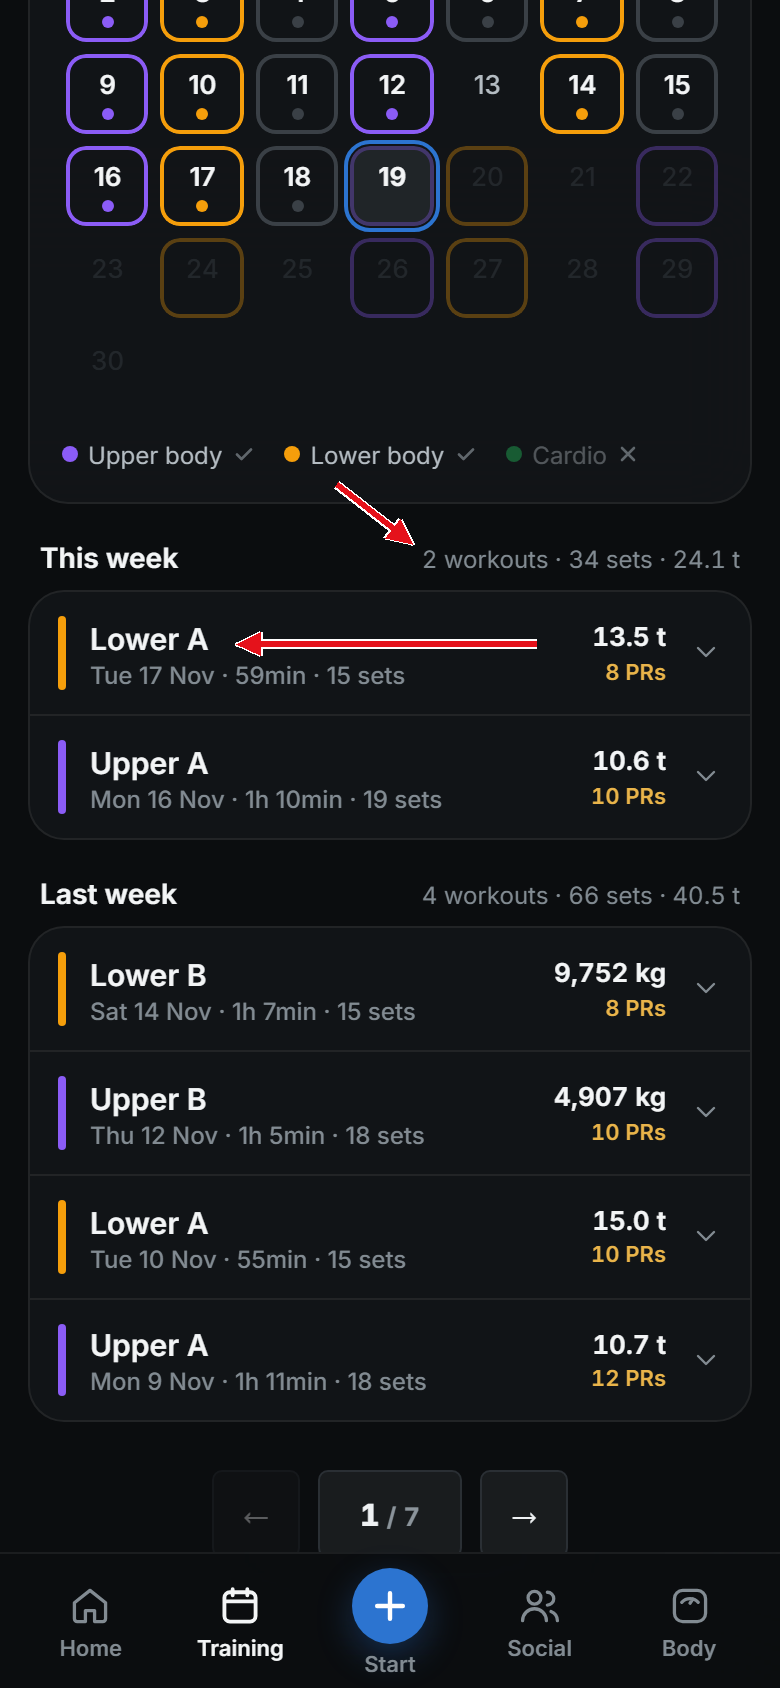 9 10 11 12 13 14 15
16 17 18 19 20 21 22
23 24 25 26 27 28 29
30
Upper body Lower body Cardio
This week 2 workouts · 34 sets · 24.1 t
Lower A 13.5 t
Tue 17 Nov · 59min · 15 sets 8 PRs
Upper A 10.6 t
Mon 16 Nov · 1h 10min · 19 sets 10 PRs
Last week 4 workouts · 66 sets · 40.5 t
Lower B 9,752 kg
Sat 14 Nov · 1h 7min · 15 sets 8 PRs
Upper B 4,907 kg
Thu 12 Nov · 1h 5min · 18 sets 10 PRs
Lower A 15.0 t
Tue 10 Nov · 55min · 15 sets 10 PRs
Upper A 10.7 t
Mon 9 Nov · 1h 11min · 18 sets 12 PRs
← 1 / 7 →
Home Training Start Social Body